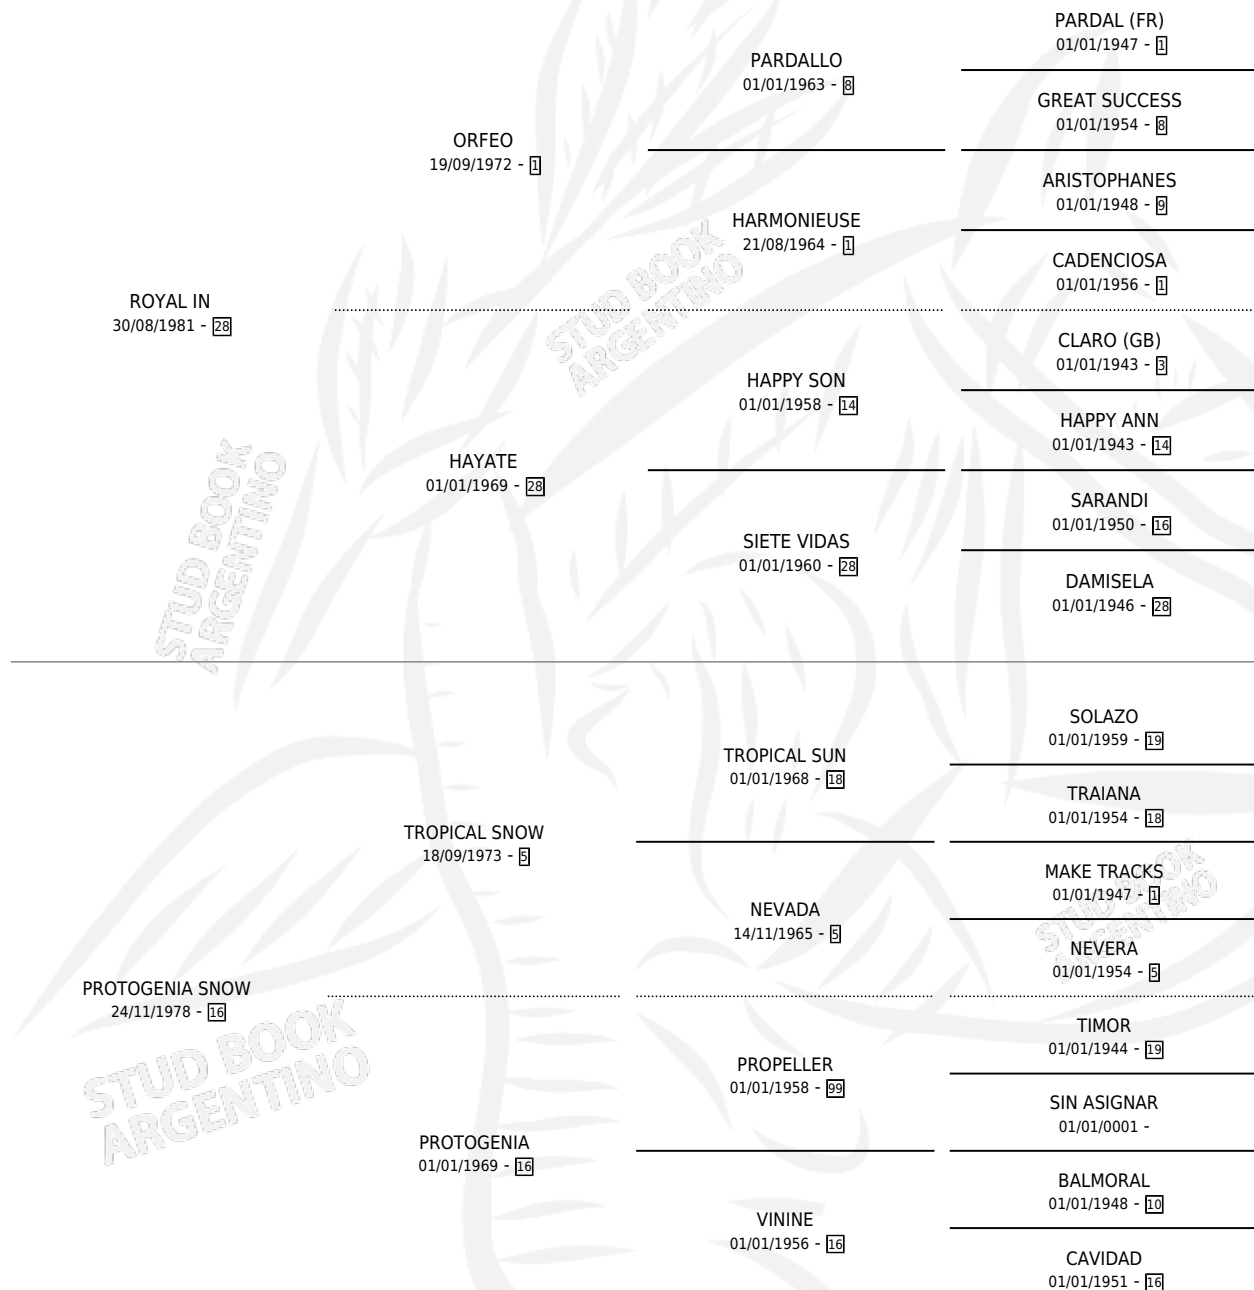 PARDAL (FR)
01/01/1947 - 1
PARDALLO
01/01/1963 - 8
GREAT SUCCESS
01/01/1954 - 8
ORFEO
19/09/1972 - 1
ARISTOPHANES
01/01/1948 - 9
HARMONIEUSE
21/08/1964 - 1
CADENCIOSA
01/01/1956 - 1
ROYAL IN
30/08/1981 - 28
CLARO (GB)
01/01/1943 - 3
HAPPY SON
01/01/1958 - 14
HAPPY ANN
01/01/1943 - 14
HAYATE
01/01/1969 - 28
SARANDI
01/01/1950 - 16
SIETE VIDAS
01/01/1960 - 28
DAMISELA
01/01/1946 - 28
SOLAZO
01/01/1959 - 19
TROPICAL SUN
01/01/1968 - 18
TRAIANA
01/01/1954 - 18
TROPICAL SNOW
18/09/1973 - 5
MAKE TRACKS
01/01/1947 - 1
NEVADA
14/11/1965 - 5
NEVERA
01/01/1954 - 5
PROTOGENIA SNOW
24/11/1978 - 16
TIMOR
01/01/1944 - 19
PROPELLER
01/01/1958 - 99
SIN ASIGNAR
01/01/0001 -
PROTOGENIA
01/01/1969 - 16
BALMORAL
01/01/1948 - 10
VININE
01/01/1956 - 16
CAVIDAD
01/01/1951 - 16
STUD BOOK
ARGENTINO
STUD BOOK
ARGENTINO
STUD BOOK
ARGENTINO
STUD BOOK
ARGENTINO